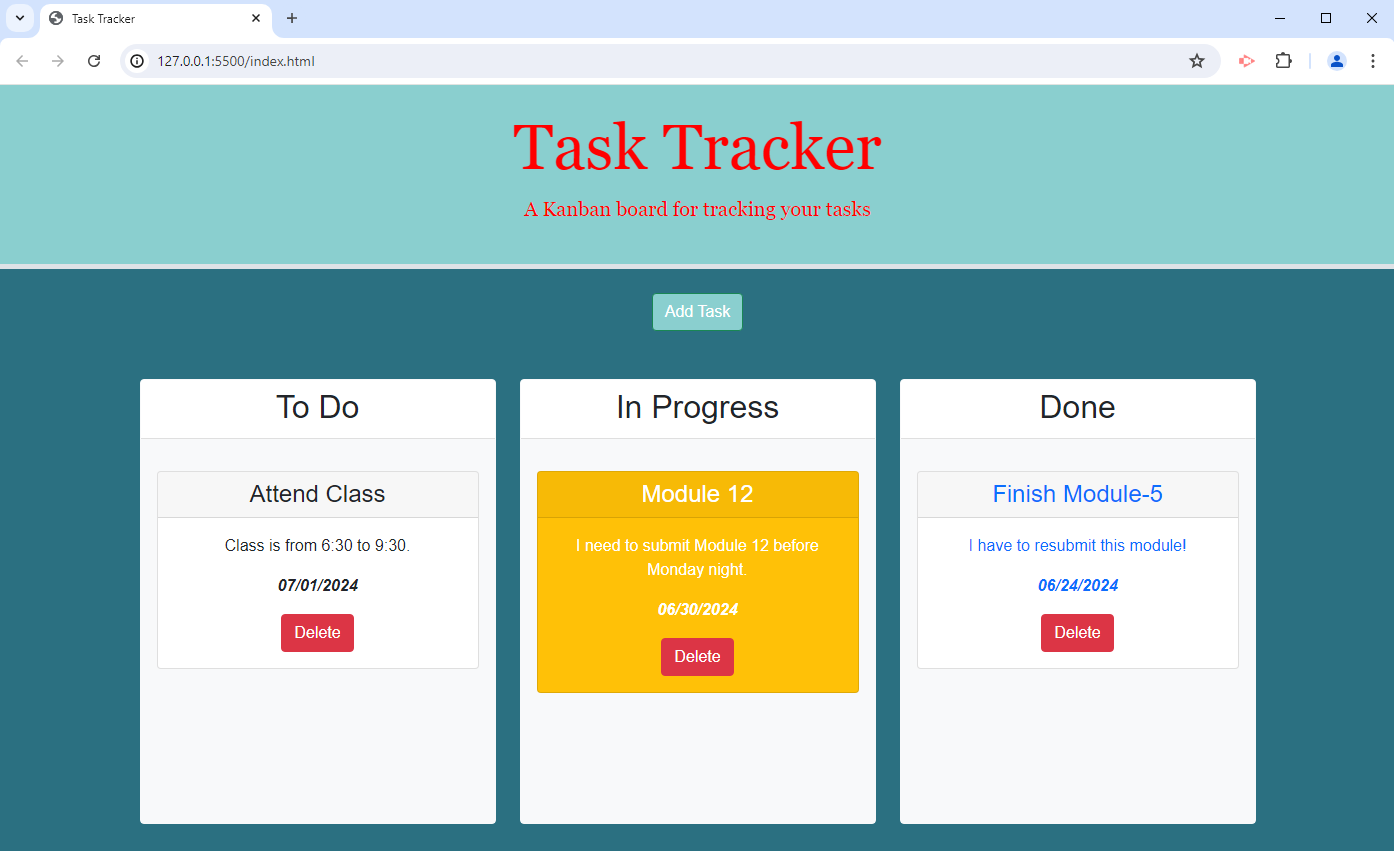 Task Tracker
127.0.0.1:5500/index.html
Task Tracker
A Kanban board for tracking your tasks
Add Task
To Do
Attend Class
Class is from 6:30 to 9:30.
07/01/2024
Delete
In Progress
Module 12
I need to submit Module 12 before
Monday night.
06/30/2024
Delete
Done
Finish Module-5
I have to resubmit this module!
06/24/2024
Delete